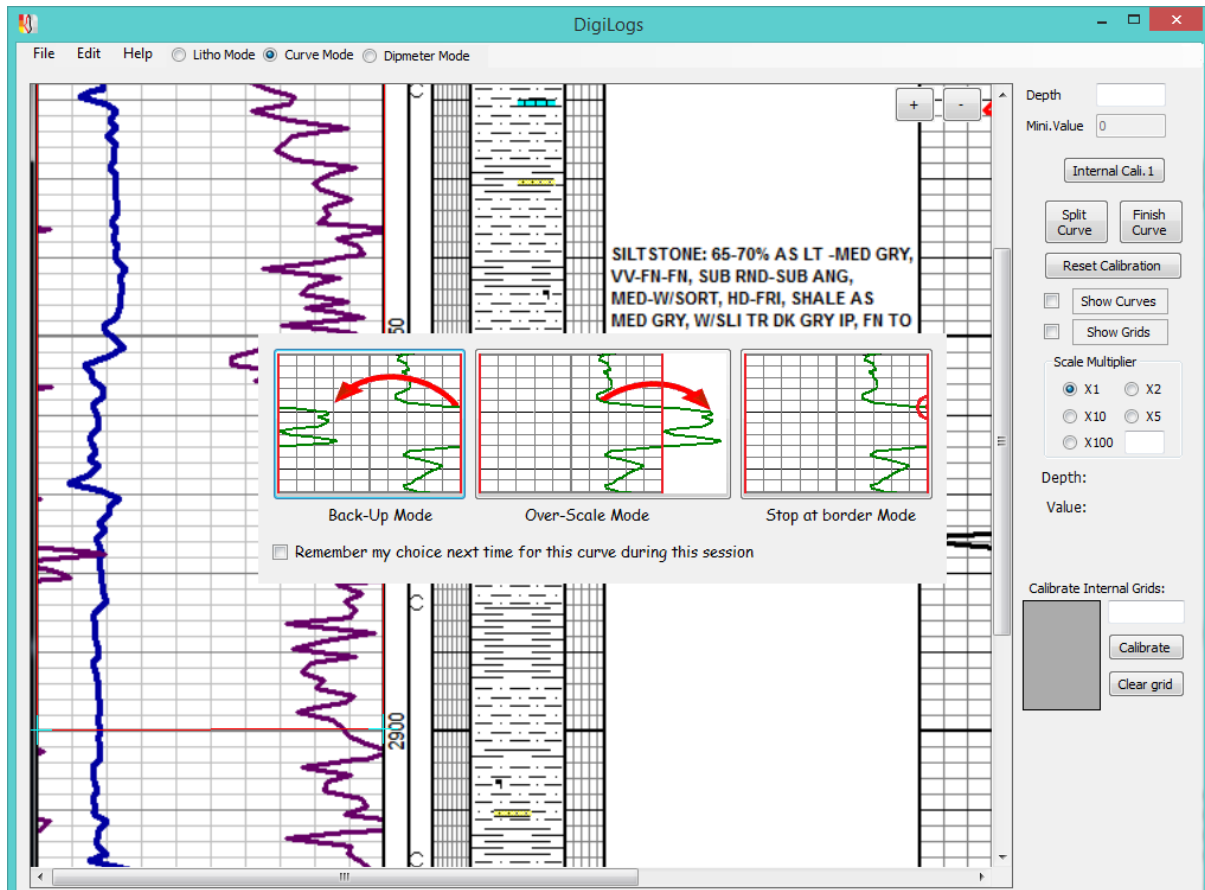 DigiLogs
File Edit Help Litho Mode Curve Mode Dipmeter Mode
+ -
Depth
Mini.Value 0
Internal Cali.1
Split Curve
Finish Curve
Reset Calibration
Show Curves
Show Grids
Scale Multiplier
X1 X2
X10 X5
X100
Depth:
Value:
Calibrate Internal Grids:
Calibrate
Clear grid
C
SILTSTONE: 65-70% AS LT -MED GRY,
VV-FN-FN, SUB RND-SUB ANG,
MED-W/SORT, HD-FRI, SHALE AS
MED GRY, W/SLI TR DK GRY IP, FN TO
50
Back-Up Mode Over-Scale Mode Stop at border Mode
Remember my choice next time for this curve during this session
C
2900
C